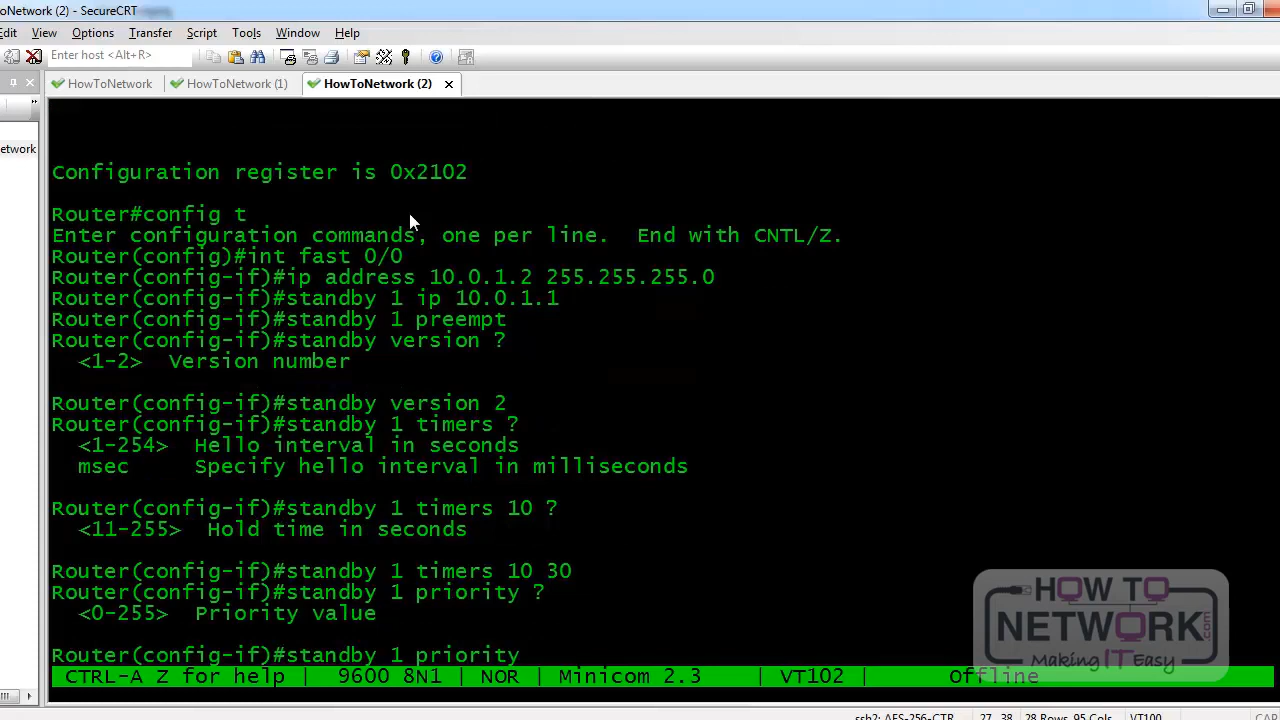 oNetwork (2) - SecureCRT
Edit View Options Transfer Script Tools Window Help
Enter host <Alt+R>
HowToNetwork HowToNetwork (1) HowToNetwork (2)
etwork
Configuration register is 0x2102
Router#config t
Enter configuration commands, one per line. End with CNTL/Z.
Router(config)#int fast 0/0
Router(config-if)#ip address 10.0.1.2 255.255.255.0
Router(config-if)#standby 1 ip 10.0.1.1
Router(config-if)#standby 1 preempt
Router(config-if)#standby version ?
<1-2> Version number
Router(config-if)#standby version 2
Router(config-if)#standby 1 timers ?
<1-254> Hello interval in seconds
msec Specify hello interval in milliseconds
Router(config-if)#standby 1 timers 10 ?
<11-255> Hold time in seconds
Router(config-if)#standby 1 timers 10 30
Router(config-if)#standby 1 priority ?
<0-255> Priority value
Router(config-if)#standby 1 priority
CTRL-A Z for help | 9600 8N1 | NOR | Minicom 2.3 | VT102 | Offline
HOW TO
NETWORK.com
Making IT Easy
ssh2: AES-256-CTR 27, 38 28 Rows, 95 Cols VT100 CAP